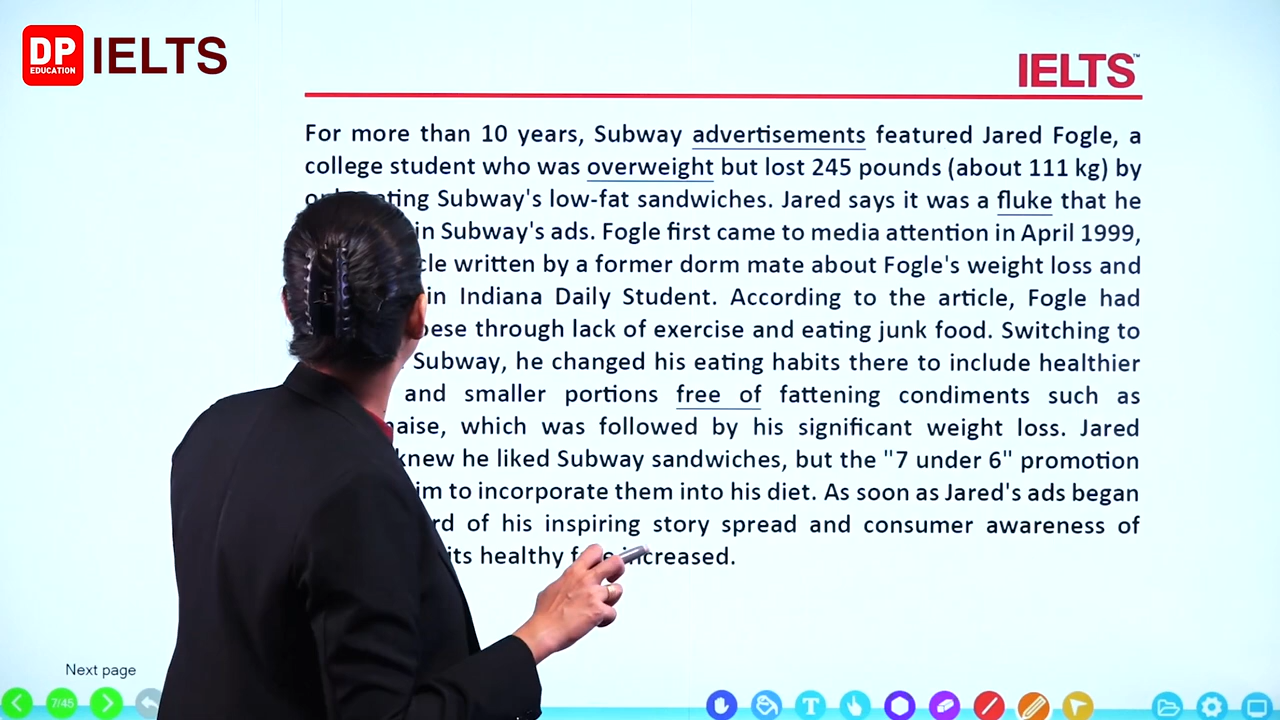 DP
EDUCATION
IELTS
IELTS™
For more than 10 years, Subway advertisements featured Jared Fogle, a
college student who was overweight but lost 245 pounds (about 111 kg) by
Subway's low-fat sandwiches. Jared says it was a fluke that he
in Subway's ads. Fogle first came to media attention in April 1999,
written by a former dorm mate about Fogle's weight loss and
in Indiana Daily Student. According to the article, Fogle had
through lack of exercise and eating junk food. Switching to
Subway, he changed his eating habits there to include healthier
and smaller portions free of fattening condiments such as
which was followed by his significant weight loss. Jared
knew he liked Subway sandwiches, but the "7 under 6" promotion
to incorporate them into his diet. As soon as Jared's ads began
of his inspiring story spread and consumer awareness of
its healthy increased.
Next page
7/45